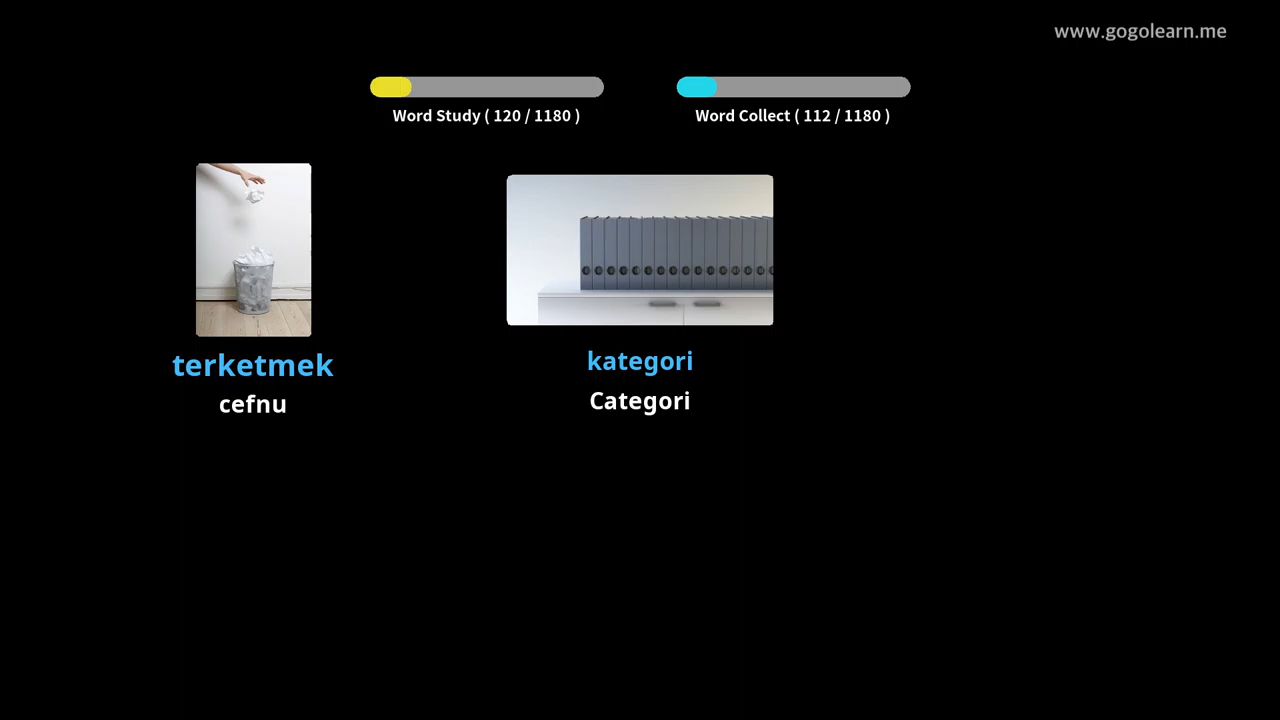 www.gogolearn.me
Word Study ( 120 / 1180 )
Word Collect ( 112 / 1180 )
terketmek
cefnu
kategori
Categori